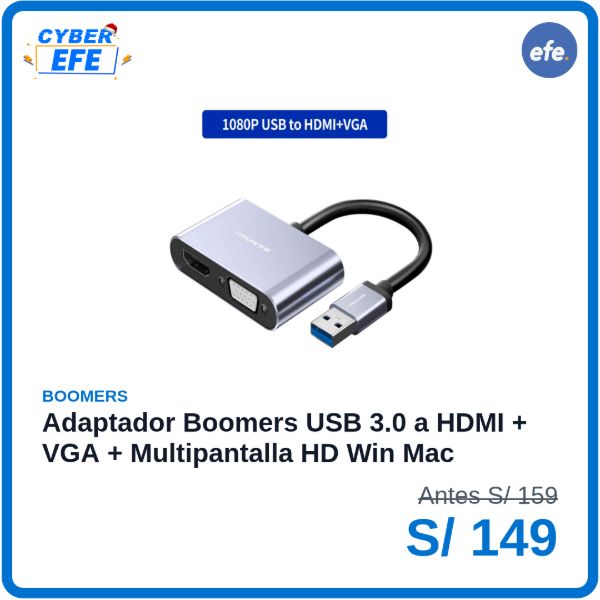 CYBER
EFE
efe.
1080P USB to HDMI+VGA
BOOMERS
Adaptador Boomers USB 3.0 a HDMI +
VGA + Multipantalla HD Win Mac
Antes S/ 159
S/ 149